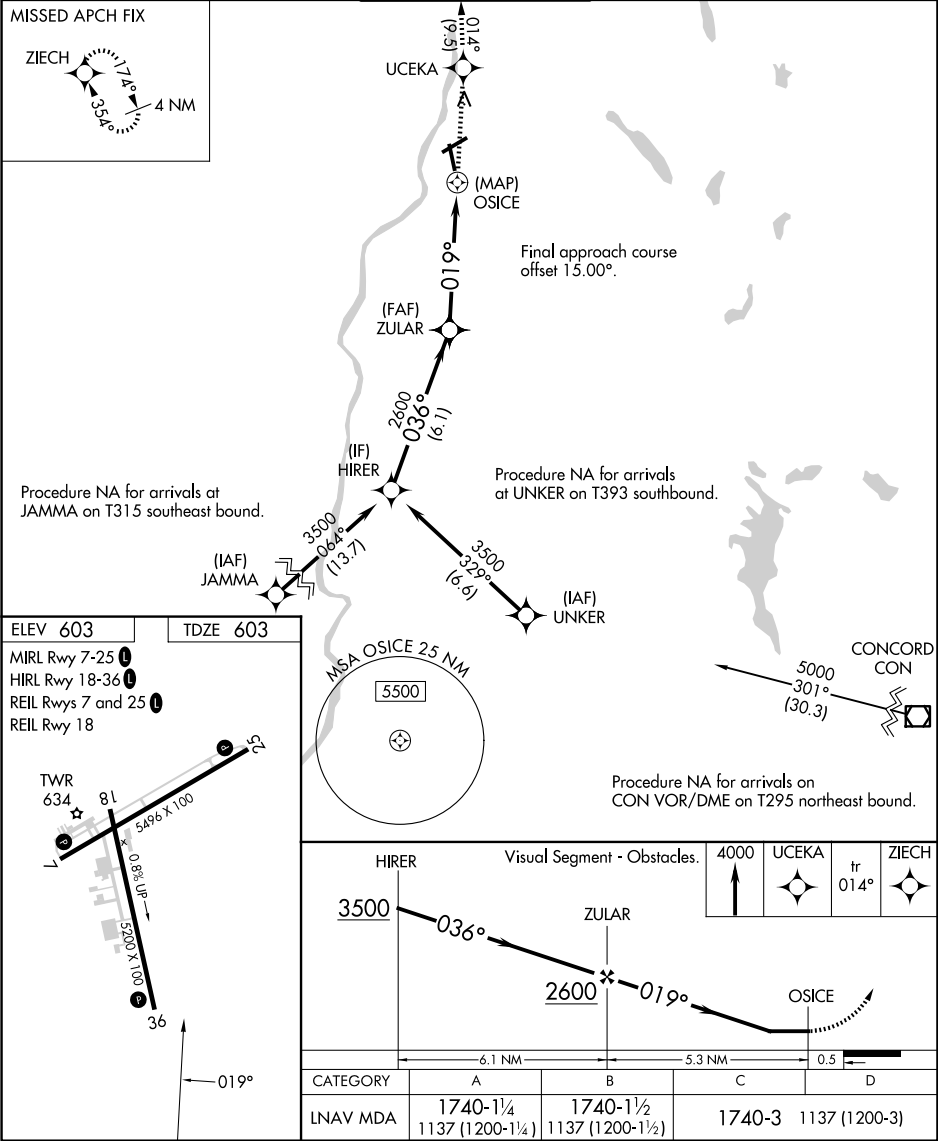 MISSED APCH FIX
ZIECH
174°
354°
4 NM
014°
(9.5)
UCEKA
(MAP)
OSICE
019°
Final approach course
offset 15.00°.
(FAF)
ZULAR
2600
036°
(6.1)
(IF)
HIRER
Procedure NA for arrivals at
JAMMA on T315 southeast bound.
Procedure NA for arrivals
at UNKER on T393 southbound.
3500
064°
(13.7)
(IAF)
JAMMA
3500
329°
(6.6)
(IAF)
UNKER
MSA OSICE 25 NM
5500
CONCORD
CON
5000
301°
(30.3)
Procedure NA for arrivals on
CON VOR/DME on T295 northeast bound.
ELEV 603
TDZE 603
MIRL Rwy 7-25 L
HIRL Rwy 18-36 L
REIL Rwys 7 and 25 L
REIL Rwy 18
TWR
634
18
25
P
5496 X 100
P
7
x
0.8% UP
5200 X 100
P
36
019°
HIRER
Visual Segment - Obstacles.
4000
UCEKA
tr
014°
ZIECH
3500
036°
ZULAR
2600
019°
OSICE
6.1 NM
5.3 NM
0.5
CATEGORY A B C D
LNAV MDA
1740-1¼
1137 (1200-1¼)
1740-1½
1137 (1200-1½)
1740-3 1137 (1200-3)